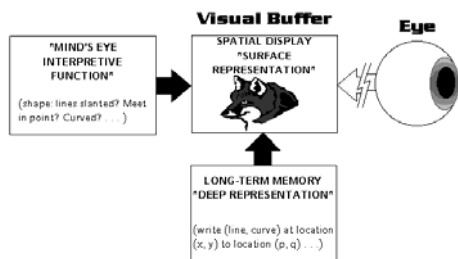 Visual Buffer
Eye
"MIND'S EYE
INTERPRETIVE
FUNCTION"
(shape: lines slanted? Meet
in point? Curved? . . . )
SPATIAL DISPLAY
"SURFACE
REPRESENTATION"
LONG-TERM MEMORY
"DEEP REPRESENTATION"
(write (line, curve) at location
(x, y) to location (p, q) . . .)